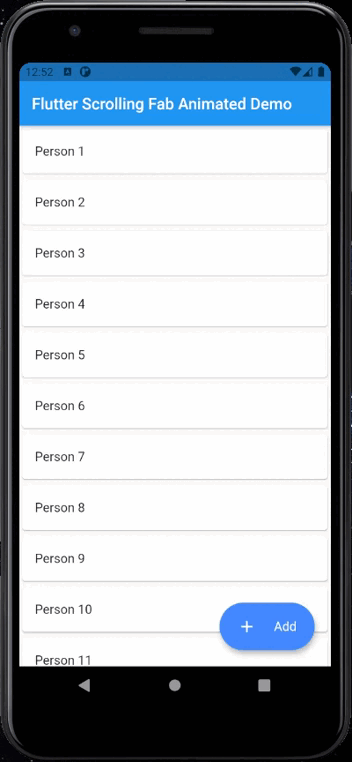 12:52
Flutter Scrolling Fab Animated Demo
Person 1
Person 2
Person 3
Person 4
Person 5
Person 6
Person 7
Person 8
Person 9
Person 10
+ Add
Person 11